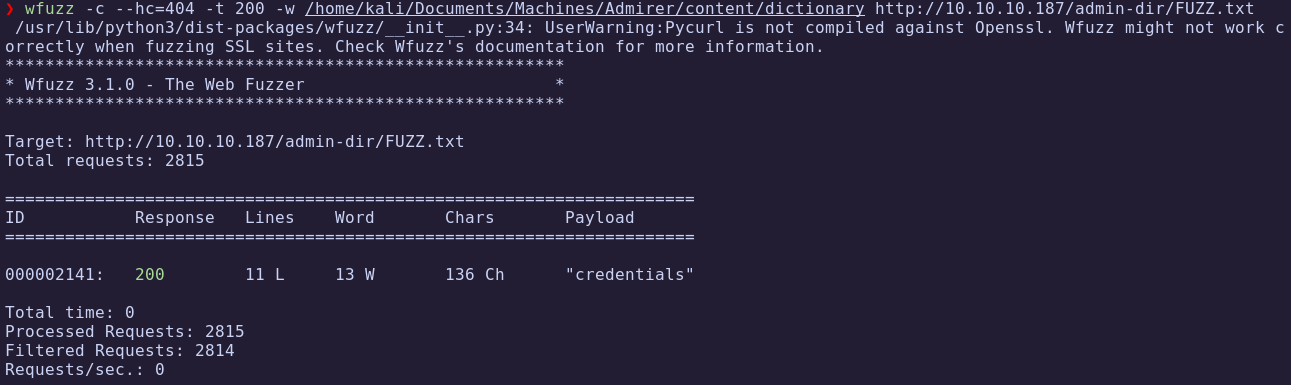 ❯ wfuzz -c --hc=404 -t 200 -w /home/kali/Documents/Machines/Admirer/content/dictionary http://10.10.10.187/admin-dir/FUZZ.txt
 /usr/lib/python3/dist-packages/wfuzz/__init__.py:34: UserWarning:Pycurl is not compiled against Openssl. Wfuzz might not work c
orrectly when fuzzing SSL sites. Check Wfuzz's documentation for more information.
********************************************************
* Wfuzz 3.1.0 - The Web Fuzzer                         *
********************************************************

Target: http://10.10.10.187/admin-dir/FUZZ.txt
Total requests: 2815

=====================================================================
ID           Response   Lines    Word       Chars       Payload
=====================================================================

000002141:   200        11 L     13 W       136 Ch      "credentials"

Total time: 0
Processed Requests: 2815
Filtered Requests: 2814
Requests/sec.: 0